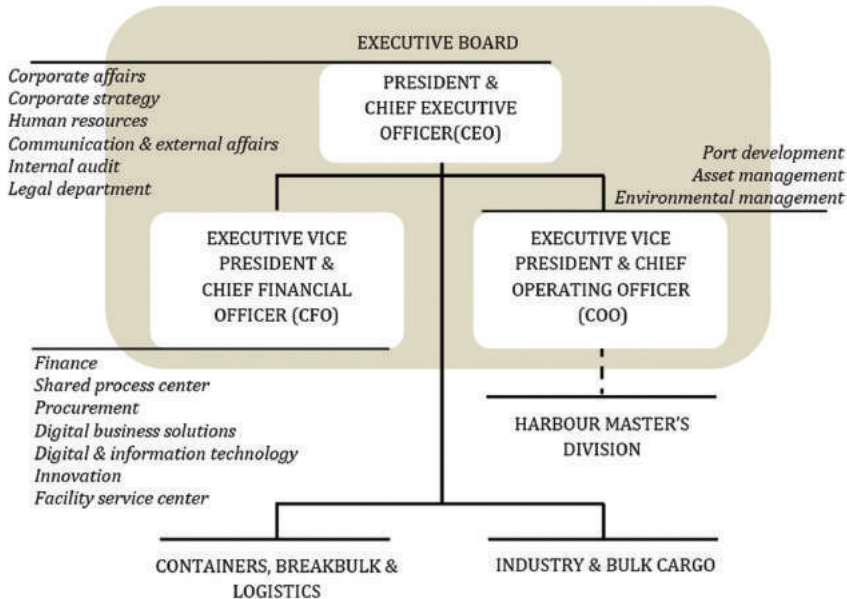 EXECUTIVE BOARD
Corporate affairs
Corporate strategy
Human resources
Communication & external affairs
Internal audit
Legal department
PRESIDENT &
CHIEF EXECUTIVE
OFFICER(CEO)
Port development
Asset management
Environmental management
EXECUTIVE VICE
PRESIDENT &
CHIEF FINANCIAL
OFFICER (CFO)
EXECUTIVE VICE
PRESIDENT & CHIEF
OPERATING OFFICER
(COO)
Finance
Shared process center
Procurement
Digital business solutions
Digital & information technology
Innovation
Facility service center
HARBOUR MASTER'S
DIVISION
CONTAINERS, BREAKBULK &
LOGISTICS
INDUSTRY & BULK CARGO